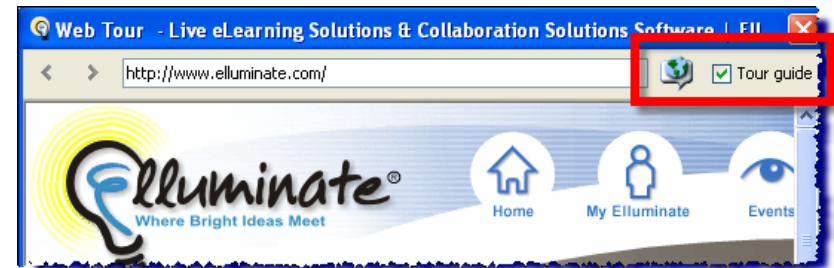 Web Tour - Live eLearning Solutions & Collaboration Solutions Software | Ell
http://www.elluminate.com/
Tour guide
Elluminate®
Where Bright Ideas Meet
Home
My Elluminate
Events